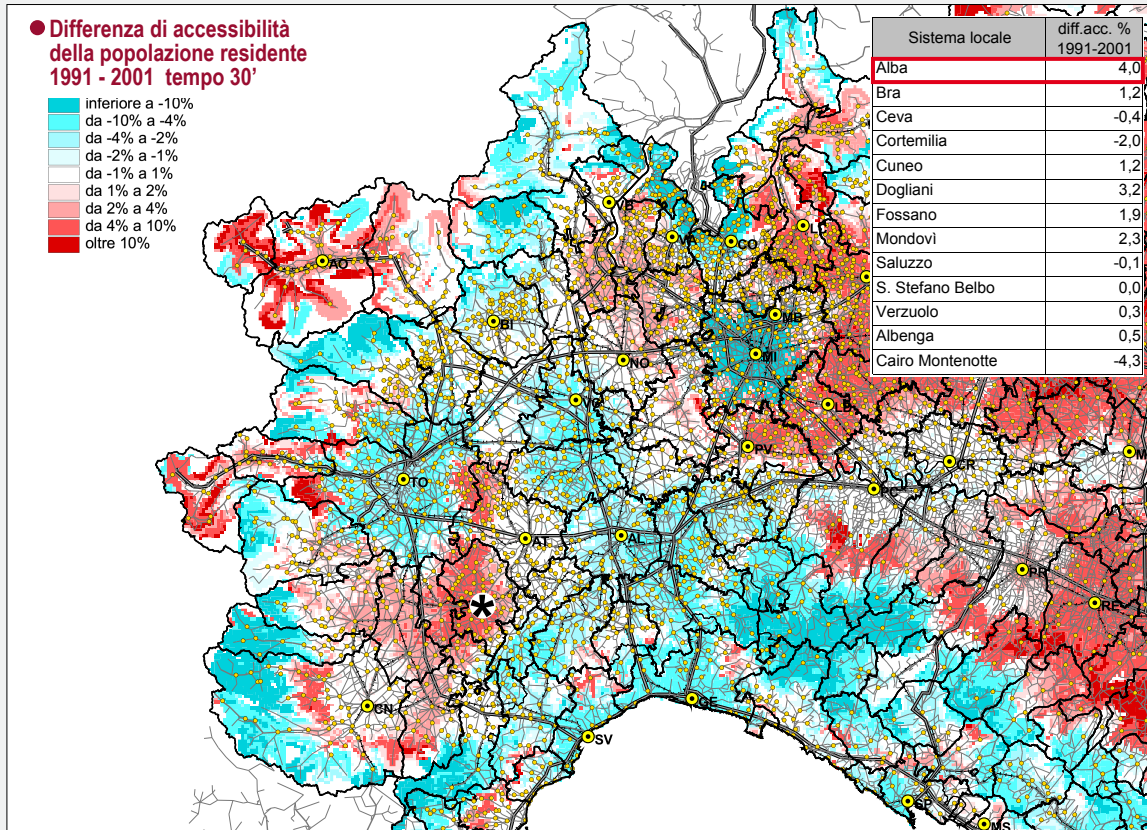 Differenza di accessibilità
della popolazione residente
1991 - 2001 tempo 30’
inferiore a -10%
da -10% a -4%
da -4% a -2%
da -2% a -1%
da -1% a 1%
da 1% a 2%
da 2% a 4%
da 4% a 10%
oltre 10%
Sistema locale diff.acc. % 1991-2001
Alba 4,0
Bra 1,2
Ceva -0,4
Cortemilia -2,0
Cuneo 1,2
Dogliani 3,2
Fossano 1,9
Mondovì 2,3
Saluzzo -0,1
S. Stefano Belbo 0,0
Verzuolo 0,3
Albenga 0,5
Cairo Montenotte -4,3
VB
VA
CO
AO
BI
MB
MI
NO
LO
PV
CR
TO
PC
AT
AL
*
PR
RE
CN
GE
SV
SP
MS